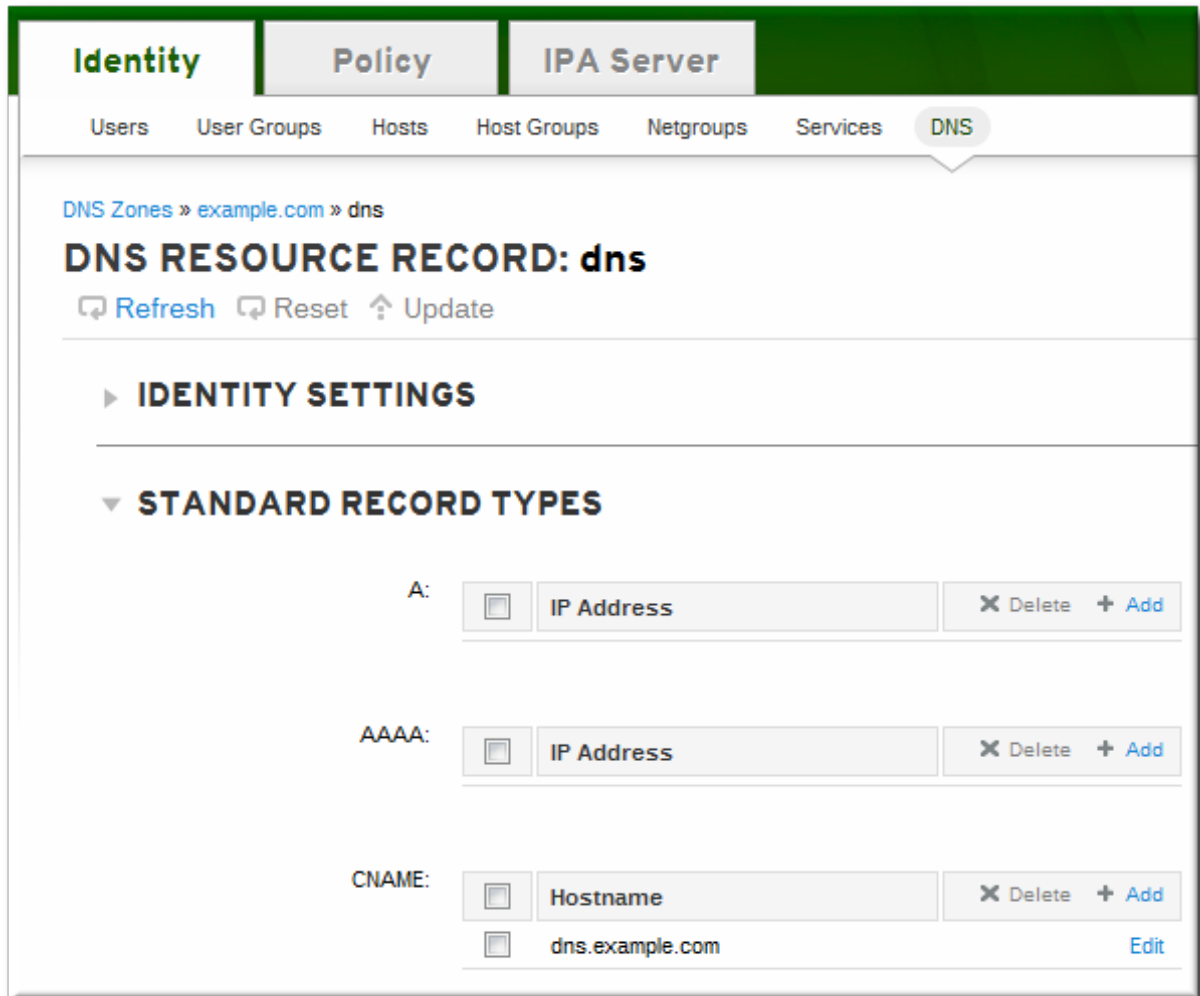 Identity Policy IPA Server
Users User Groups Hosts Host Groups Netgroups Services DNS
DNS Zones » example.com » dns
DNS RESOURCE RECORD: dns
Refresh Reset Update
IDENTITY SETTINGS
STANDARD RECORD TYPES
A: IP Address Delete Add
AAAA: IP Address Delete Add
CNAME: Hostname Delete Add
dns.example.com Edit